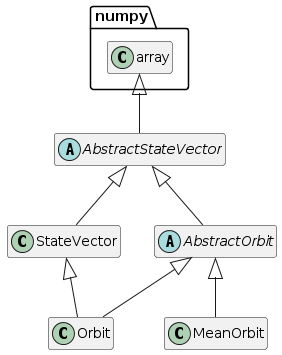 numpy
C array
A AbstractStateVector
C StateVector
A AbstractOrbit
C Orbit
C MeanOrbit